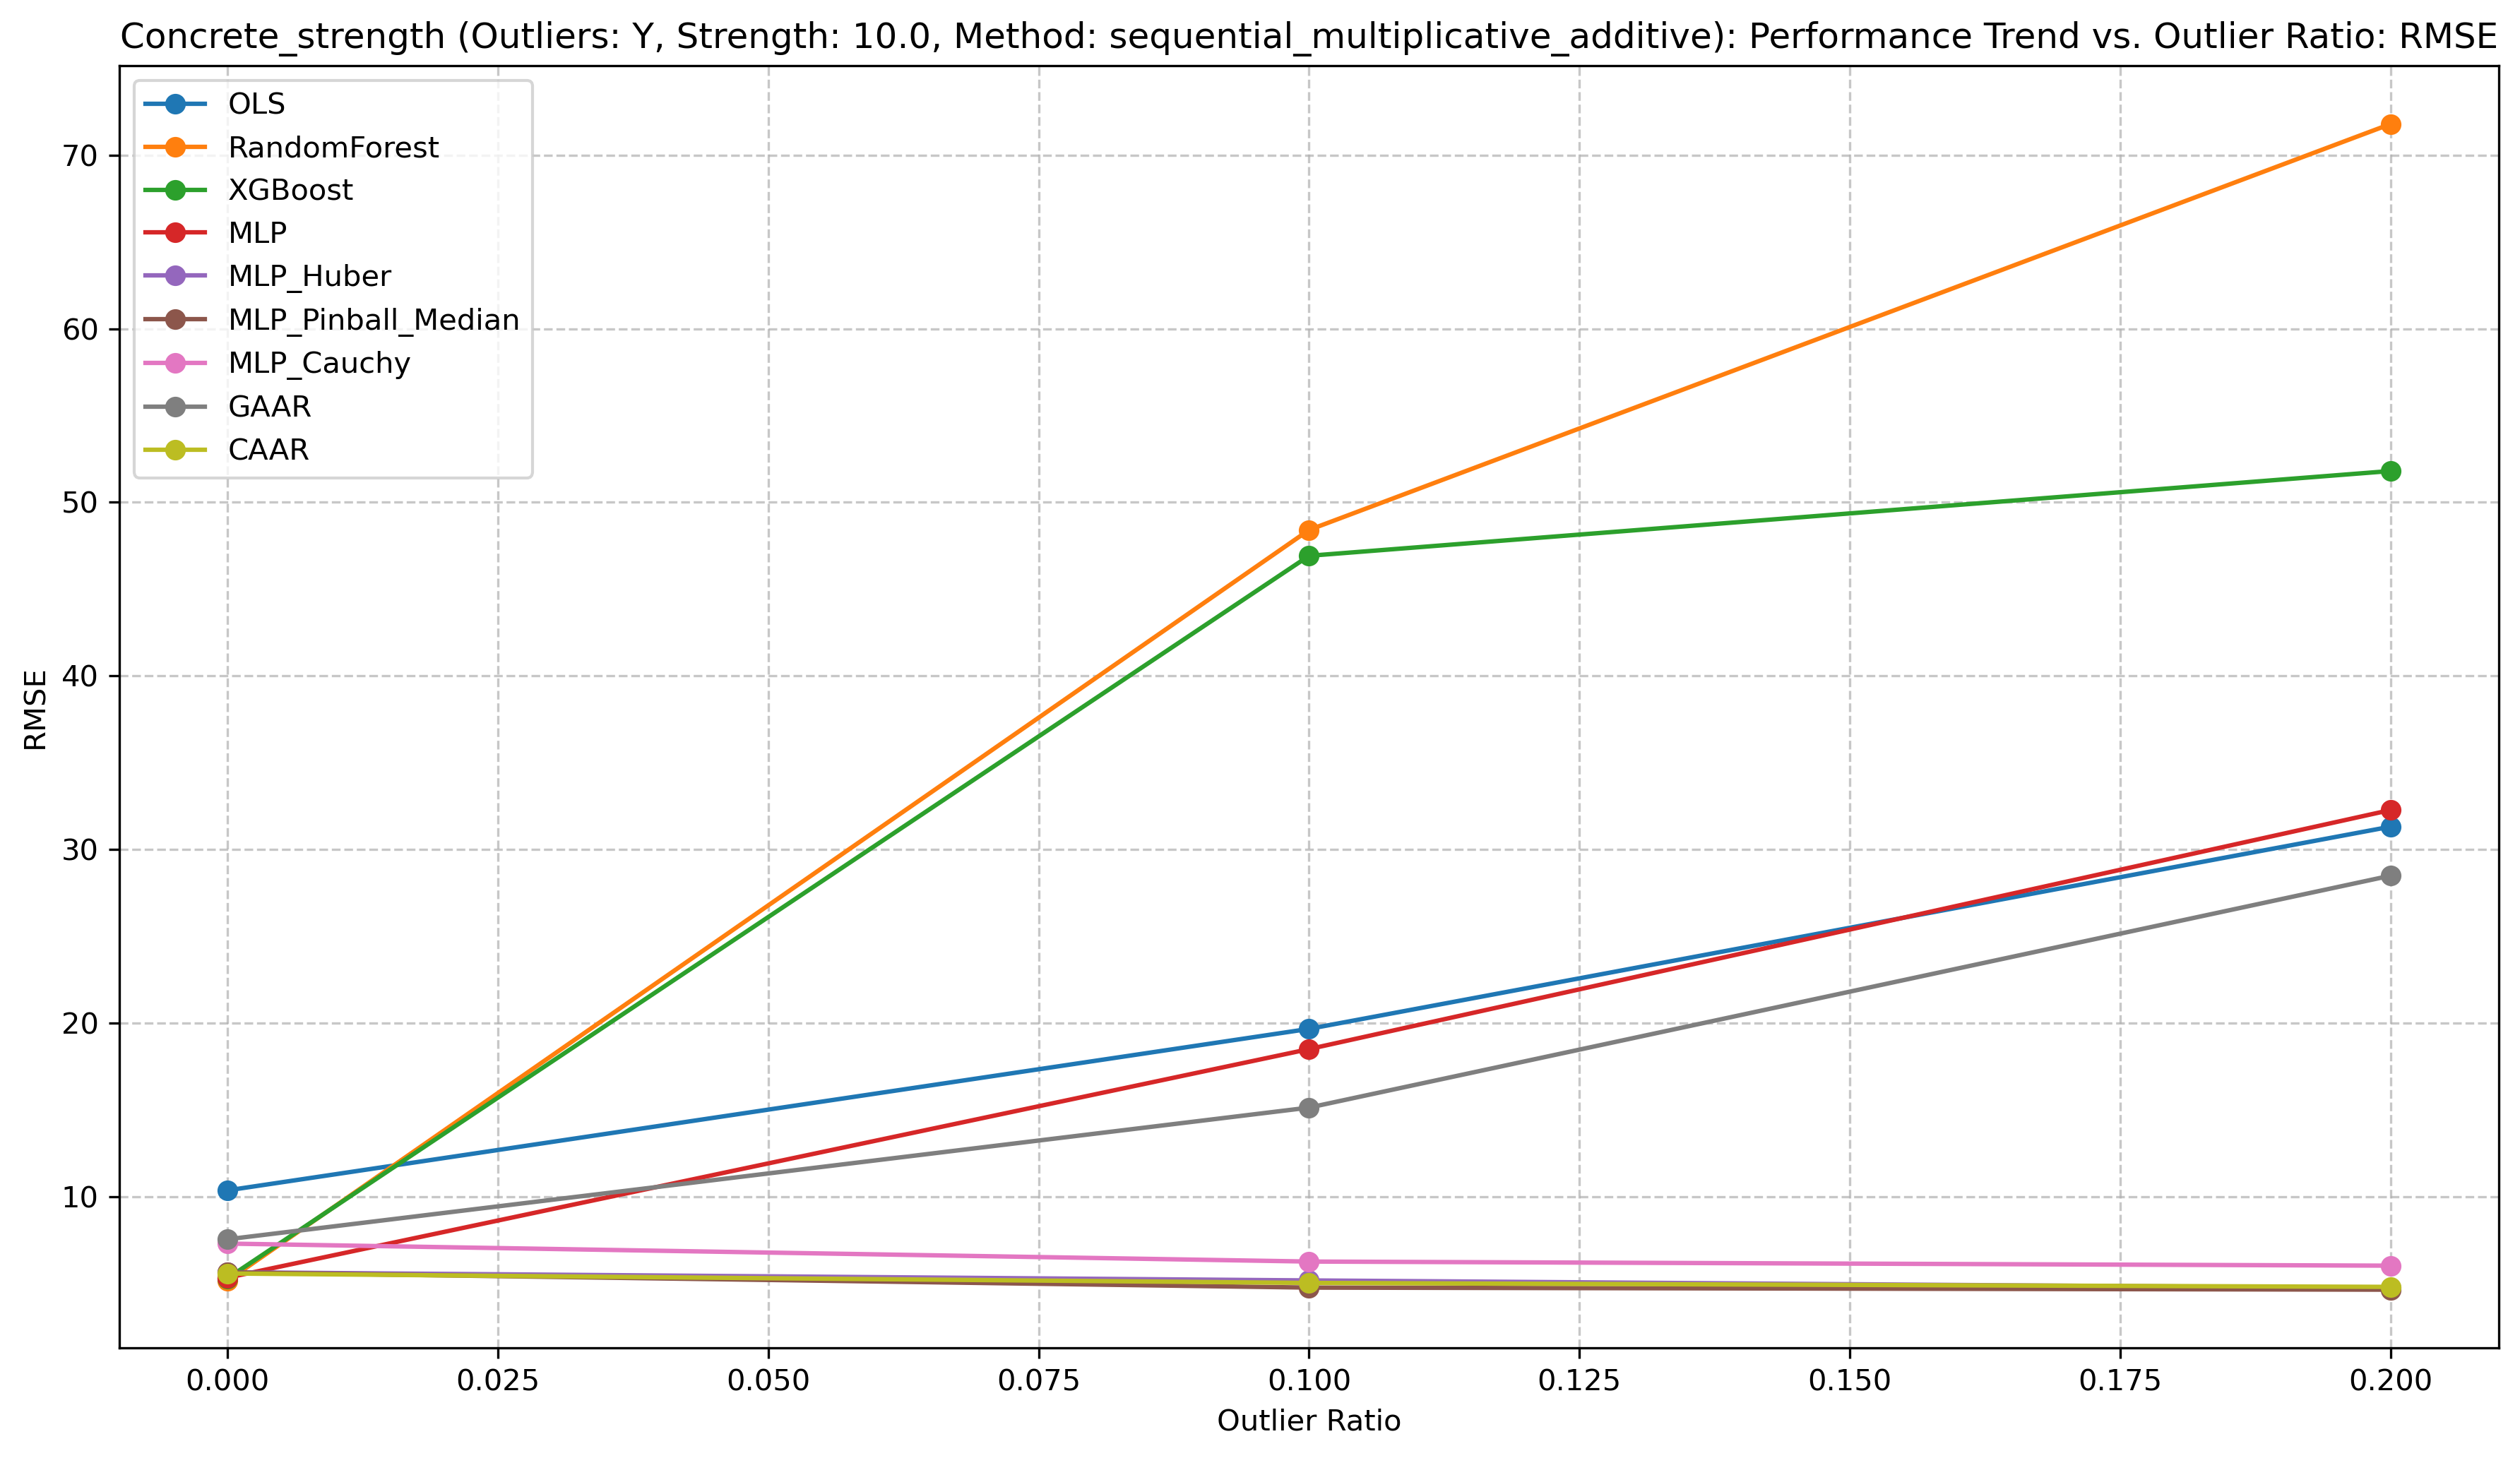 Concrete_strength (Outliers: Y, Strength: 10.0, Method: sequential_multiplicative_additive): Performance Trend vs. Outlier Ratio: RMSE
OLS
RandomForest
XGBoost
MLP
MLP_Huber
MLP_Pinball_Median
MLP_Cauchy
GAAR
CAAR
70
60
50
40
30
20
10
RMSE
0.000 0.025 0.050 0.075 0.100 0.125 0.150 0.175 0.200
Outlier Ratio